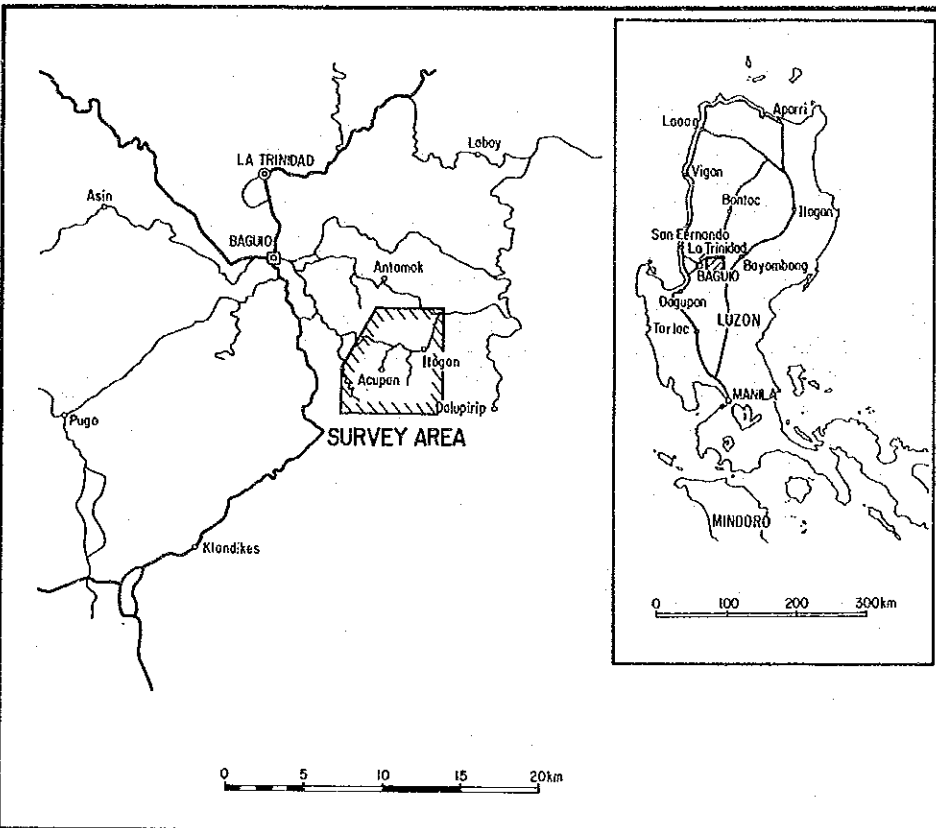 Loboy
LA TRINIDAD
Asin
BAGUIO
Antamok
Itogon
Acupan
Dalupirip
SURVEY AREA
Pugo
Klondikes
0 5 10 15 20km
Aparri
Laoag
Vigan
Bontoc
Ilagan
San Fernando
La Trinidad
BAGUIO
Bayombong
Dagupan
LUZON
Tarlac
MANILA
MINDORO
0 100 200 300km